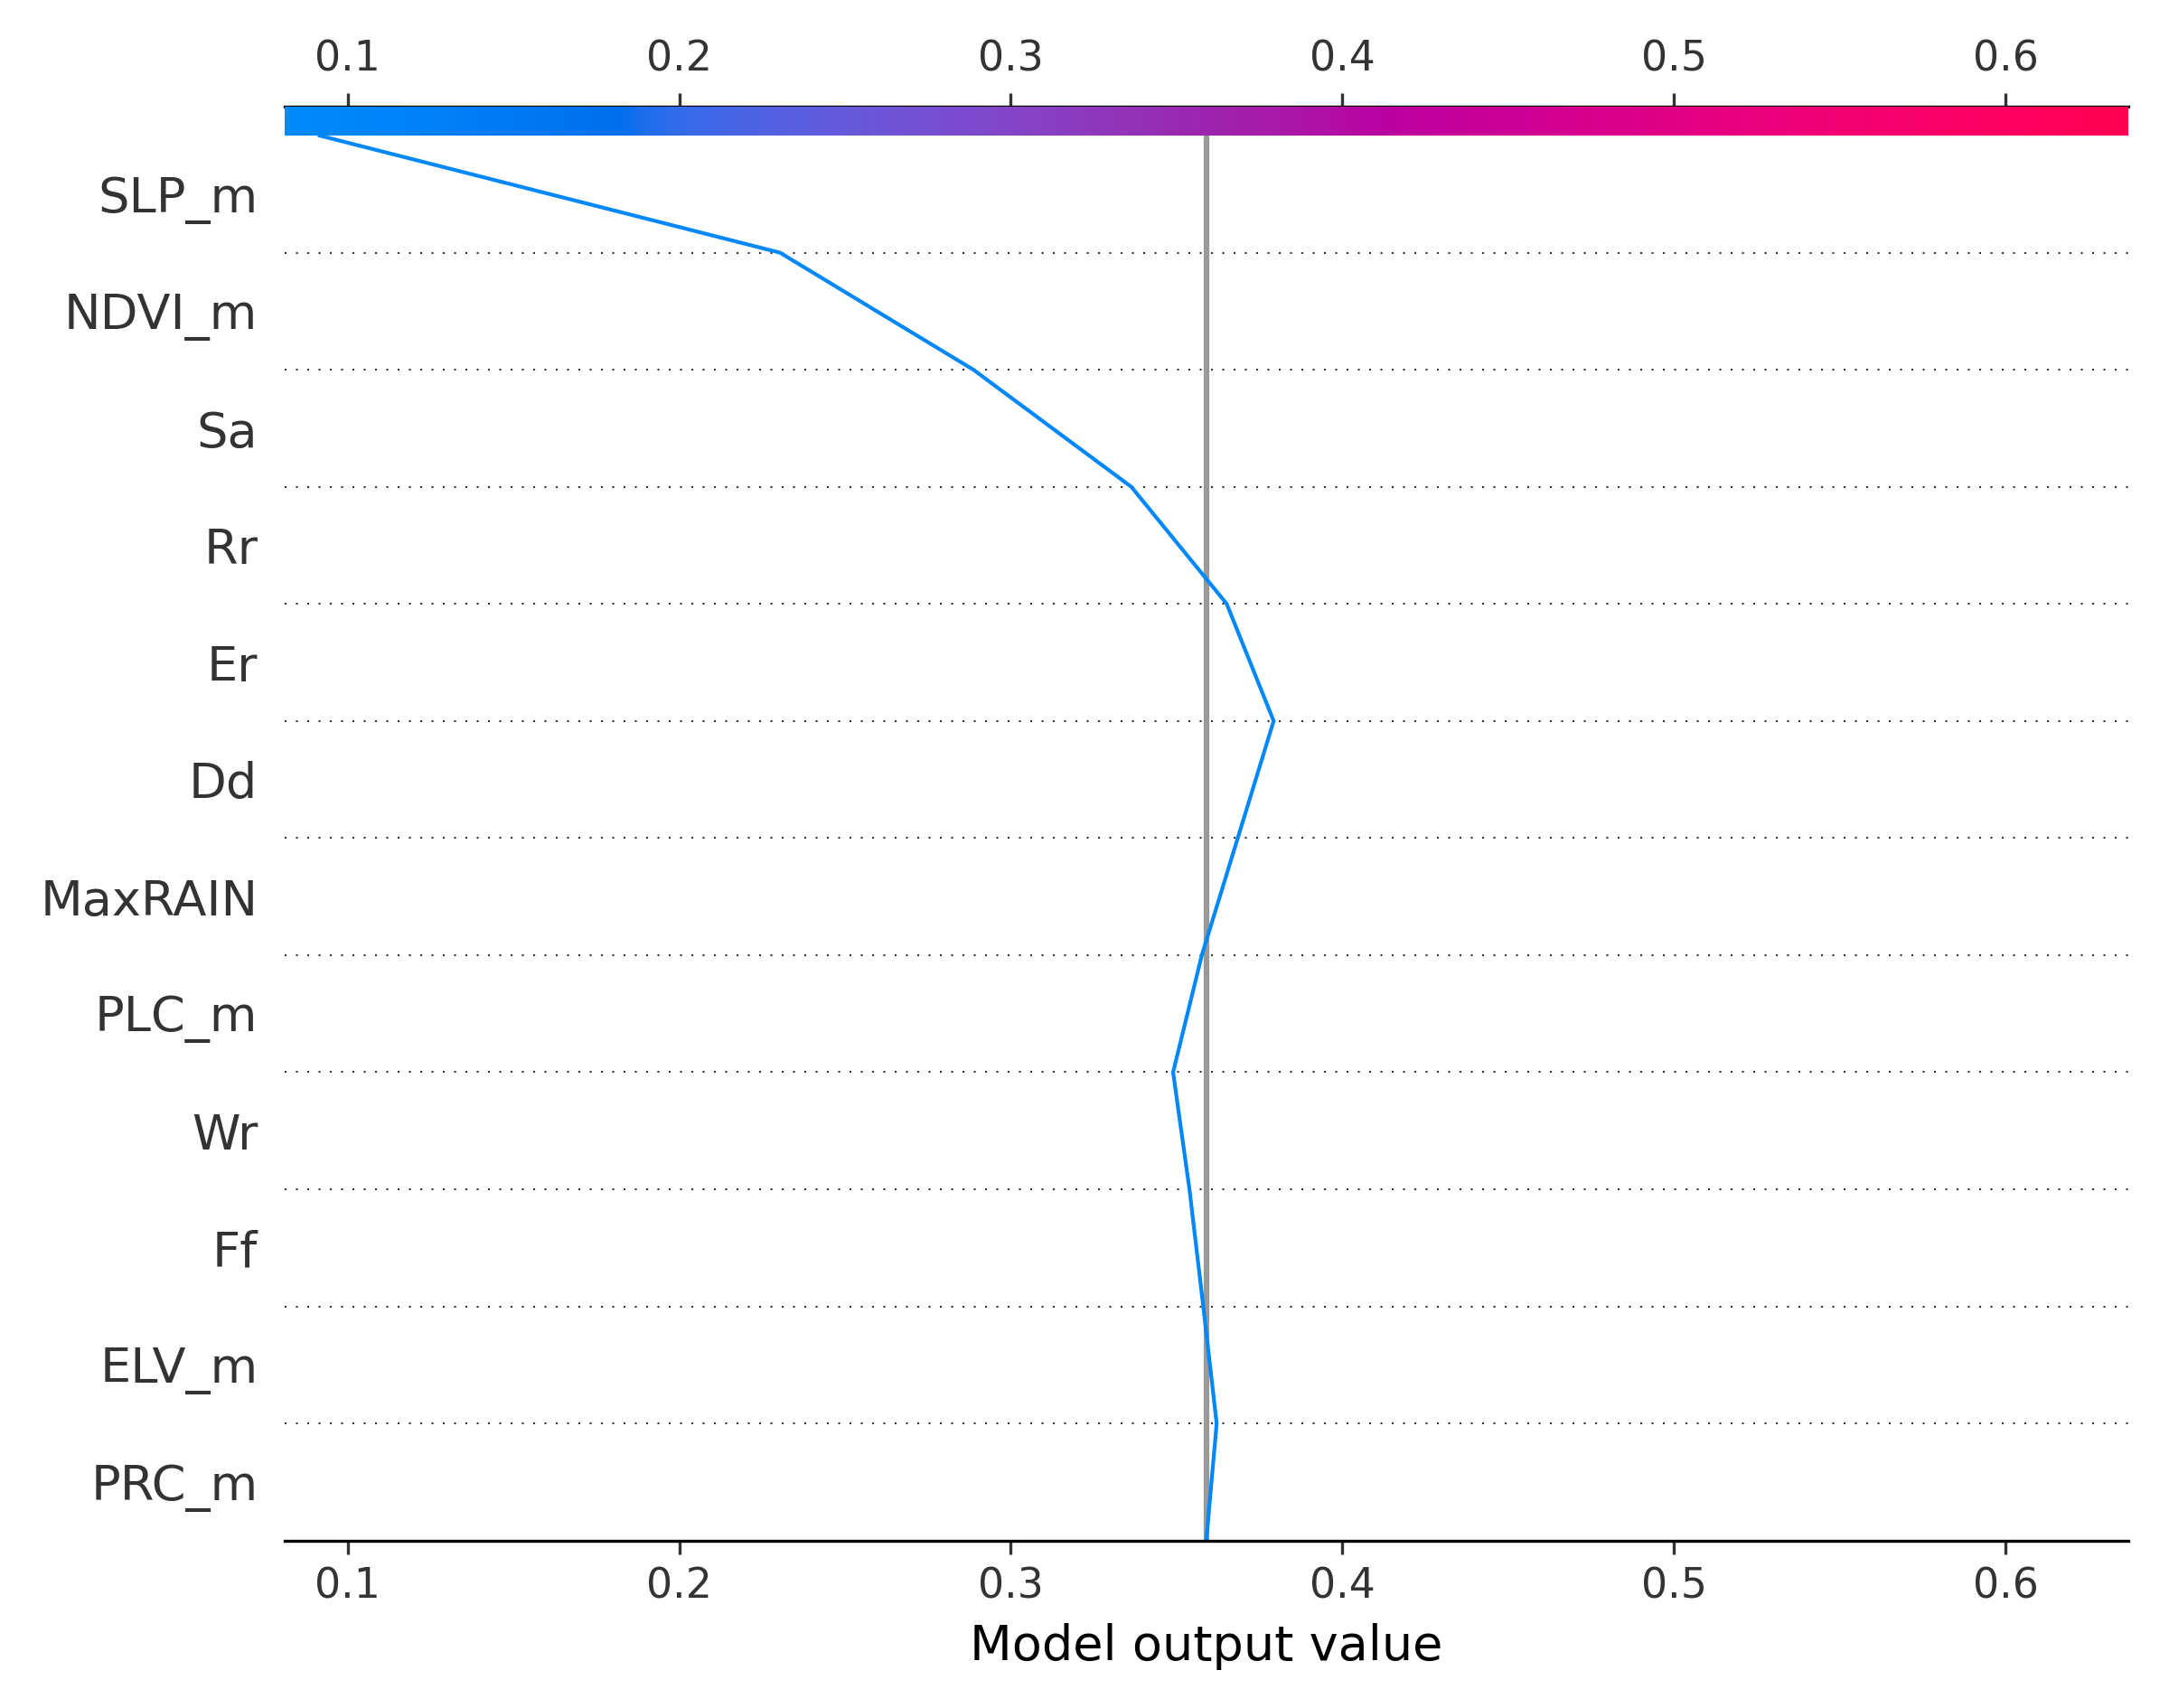 0.1 0.2 0.3 0.4 0.5 0.6
SLP_m
NDVI_m
Sa
Rr
Er
Dd
MaxRAIN
PLC_m
Wr
Ff
ELV_m
PRC_m
0.1 0.2 0.3 0.4 0.5 0.6
Model output value